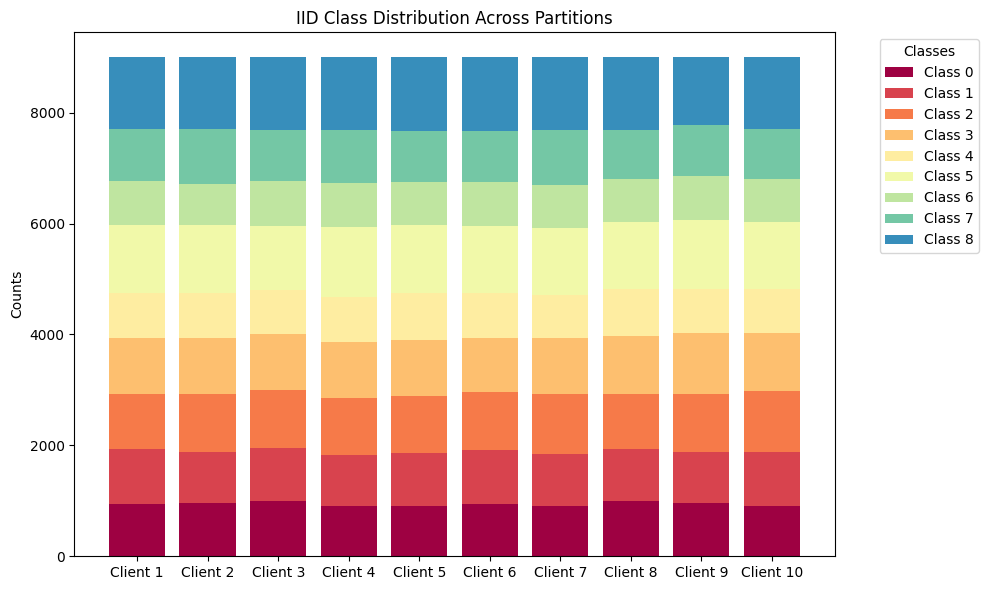 IID Class Distribution Across Partitions
Classes
Class 0
Class 1
Class 2
Class 3
Class 4
Class 5
Class 6
Class 7
Class 8
Counts
8000
6000
4000
2000
0
Client 1 Client 2 Client 3 Client 4 Client 5 Client 6 Client 7 Client 8 Client 9 Client 10